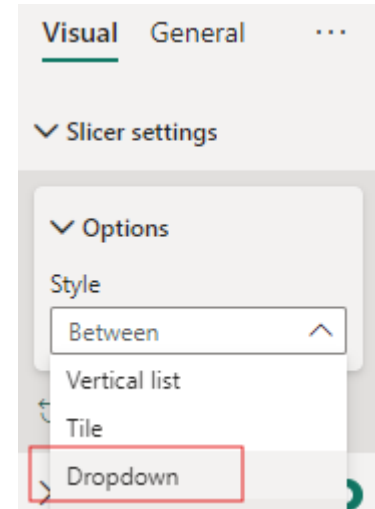 Visual General ...
Slicer settings
Options
Style
Between
Vertical list
Tile
Dropdown